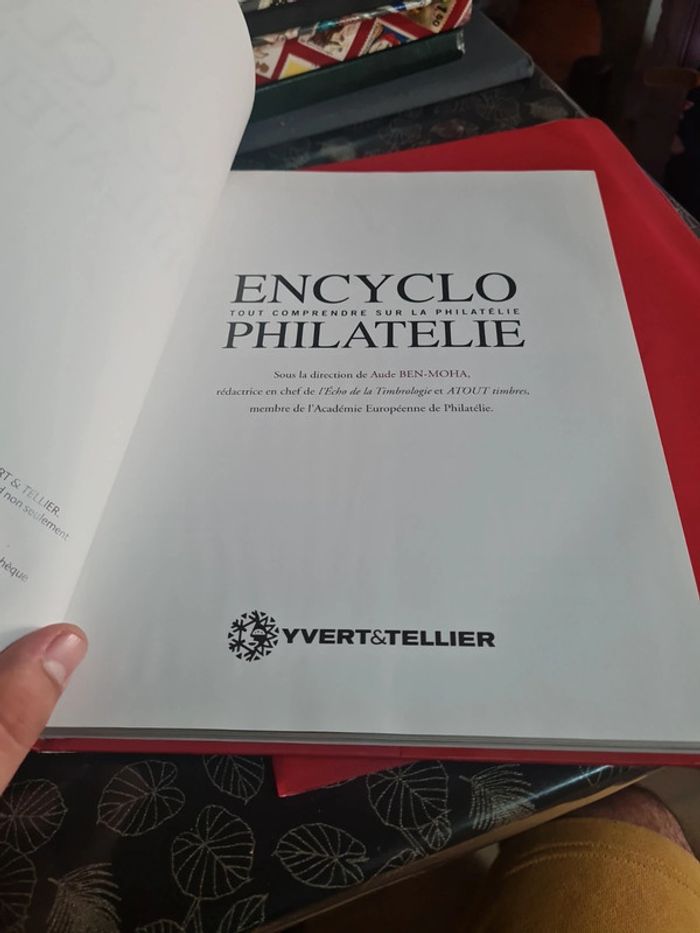 ENCYCLO
TOUT COMPRENDRE SUR LA PHILATÉLIE
PHILATELIE
Sous la direction de Aude BEN-MOHA,
rédactrice en chef de l'Écho de la Timbrologie et ATOUT timbres,
membre de l'Académie Européenne de Philatélie.
RT & TELLIER,
d non seulement
hèque
YVERT&TELLIER